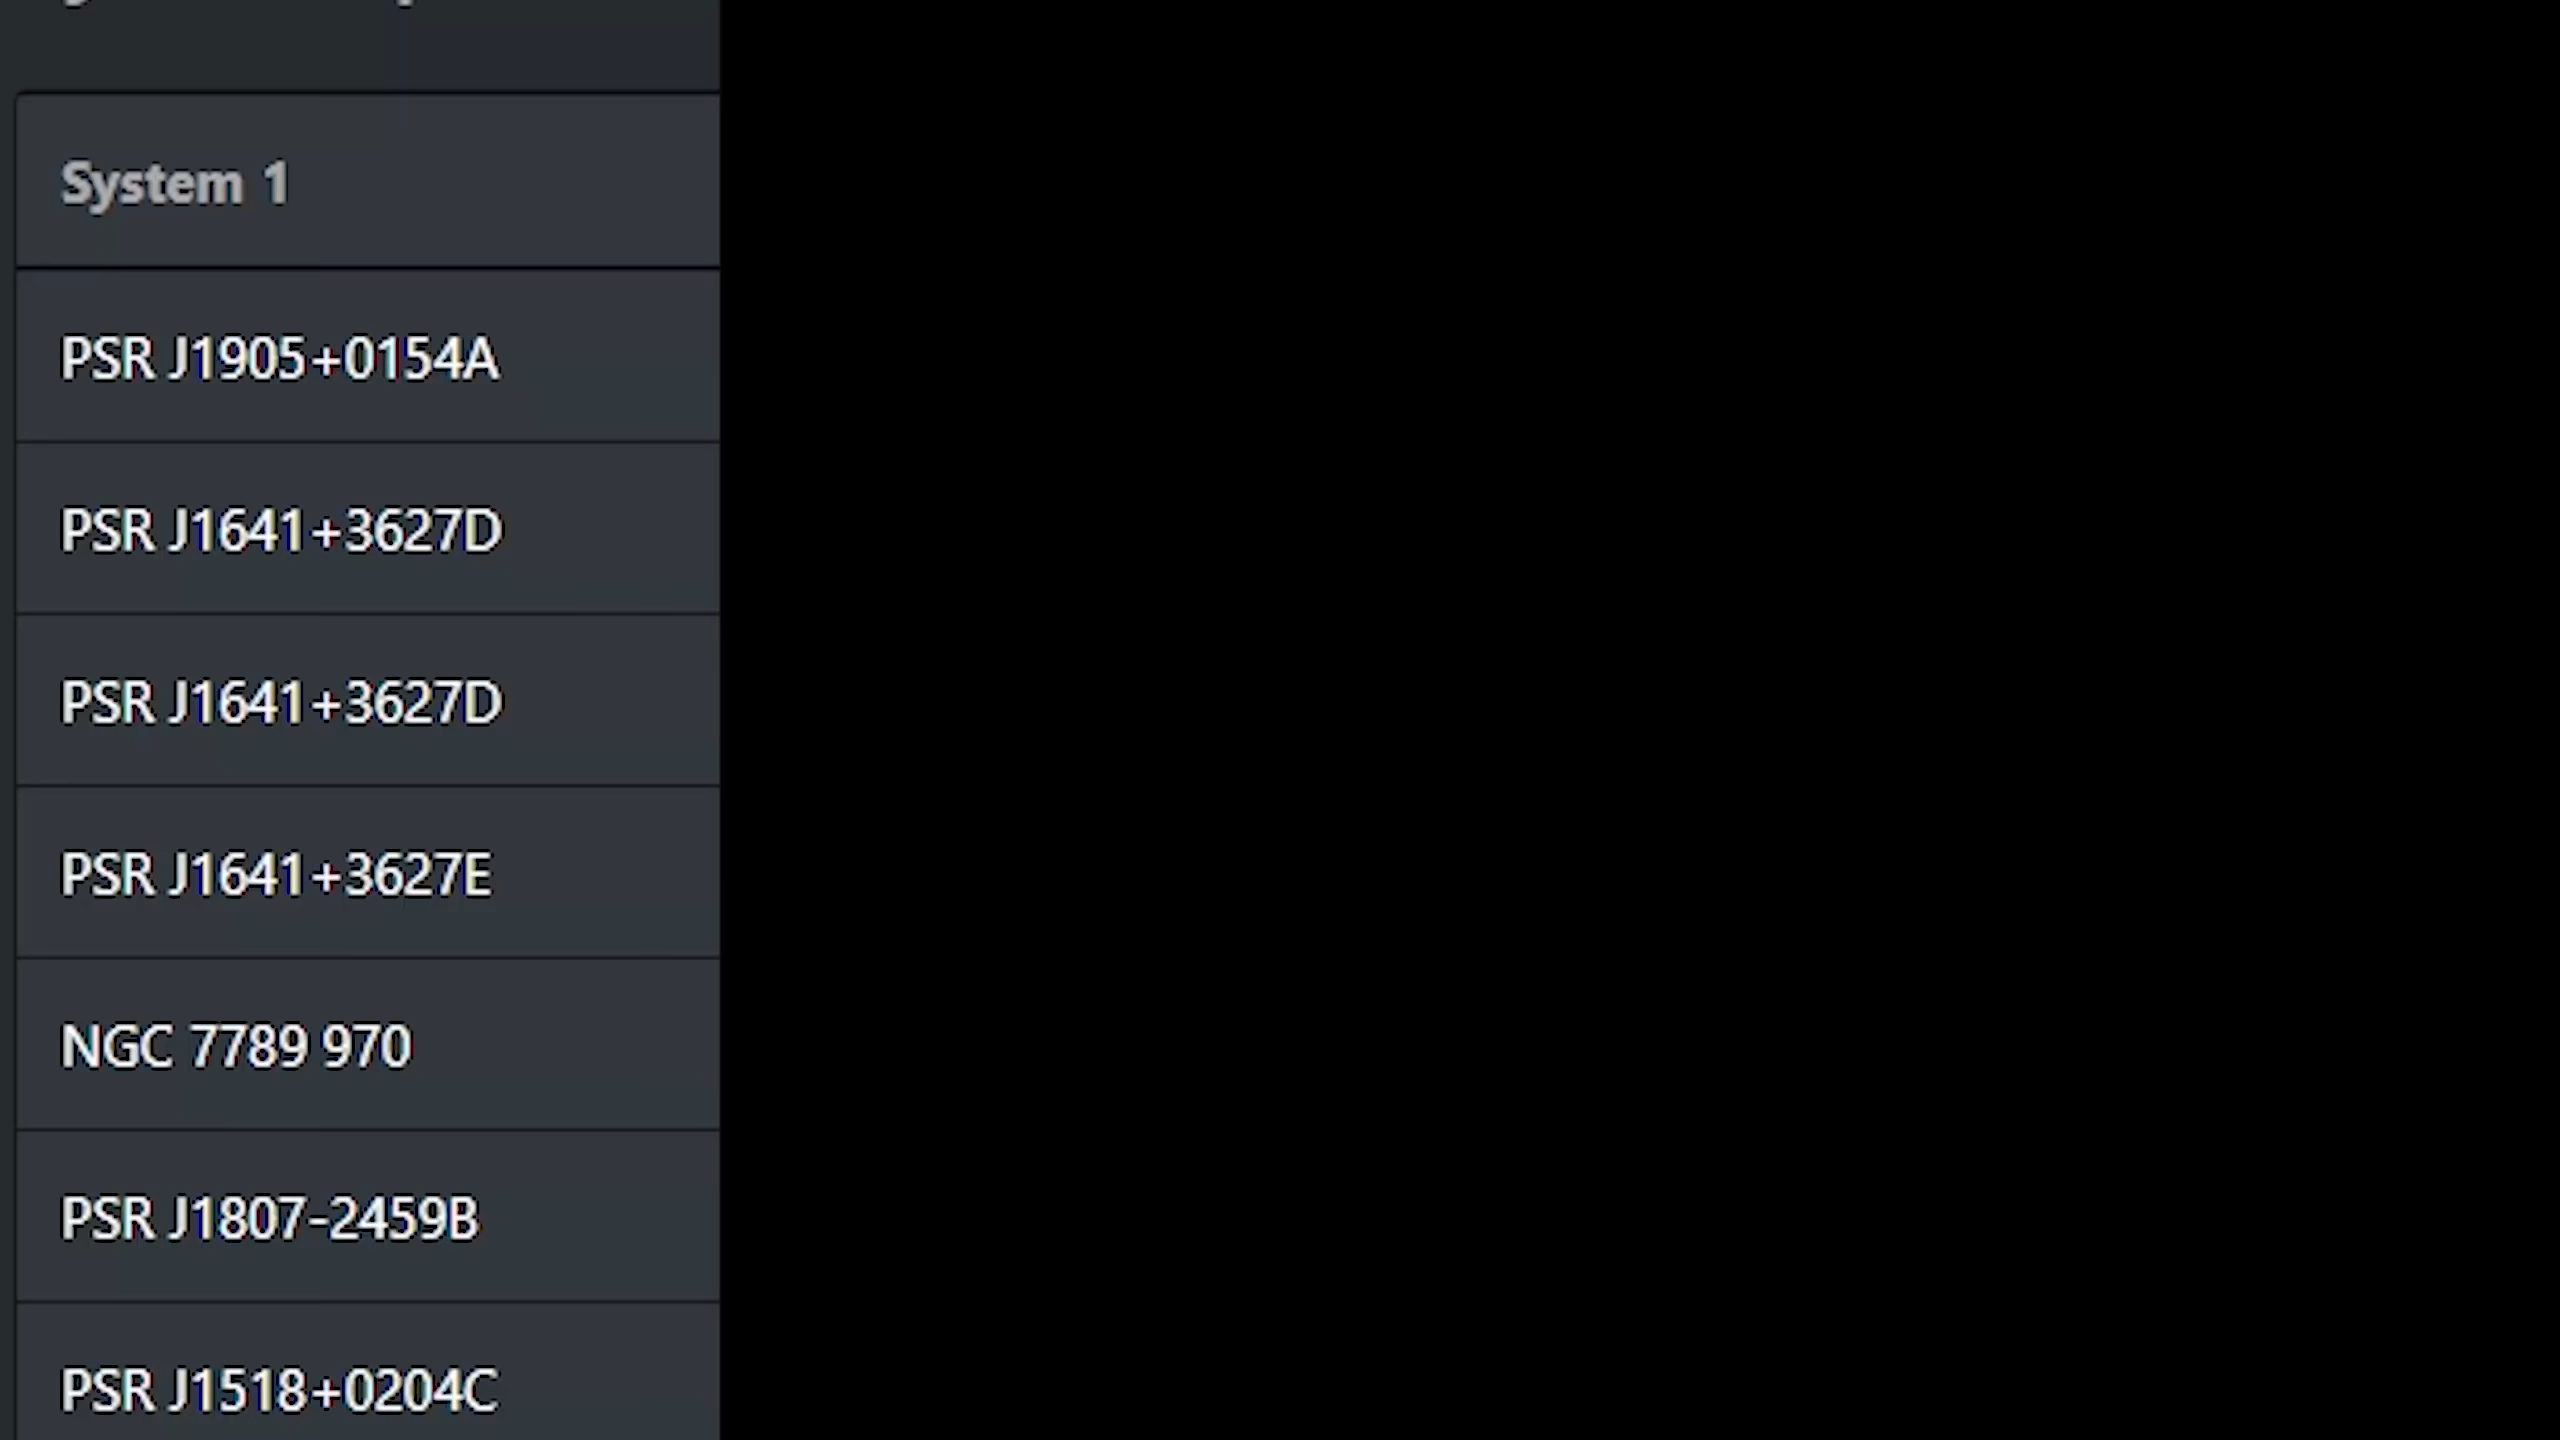 System 1
PSR J1905+0154A
PSR J1641+3627D
PSR J1641+3627D
PSR J1641+3627E
NGC 7789 970
PSR J1807-2459B
PSR J1518+0204C